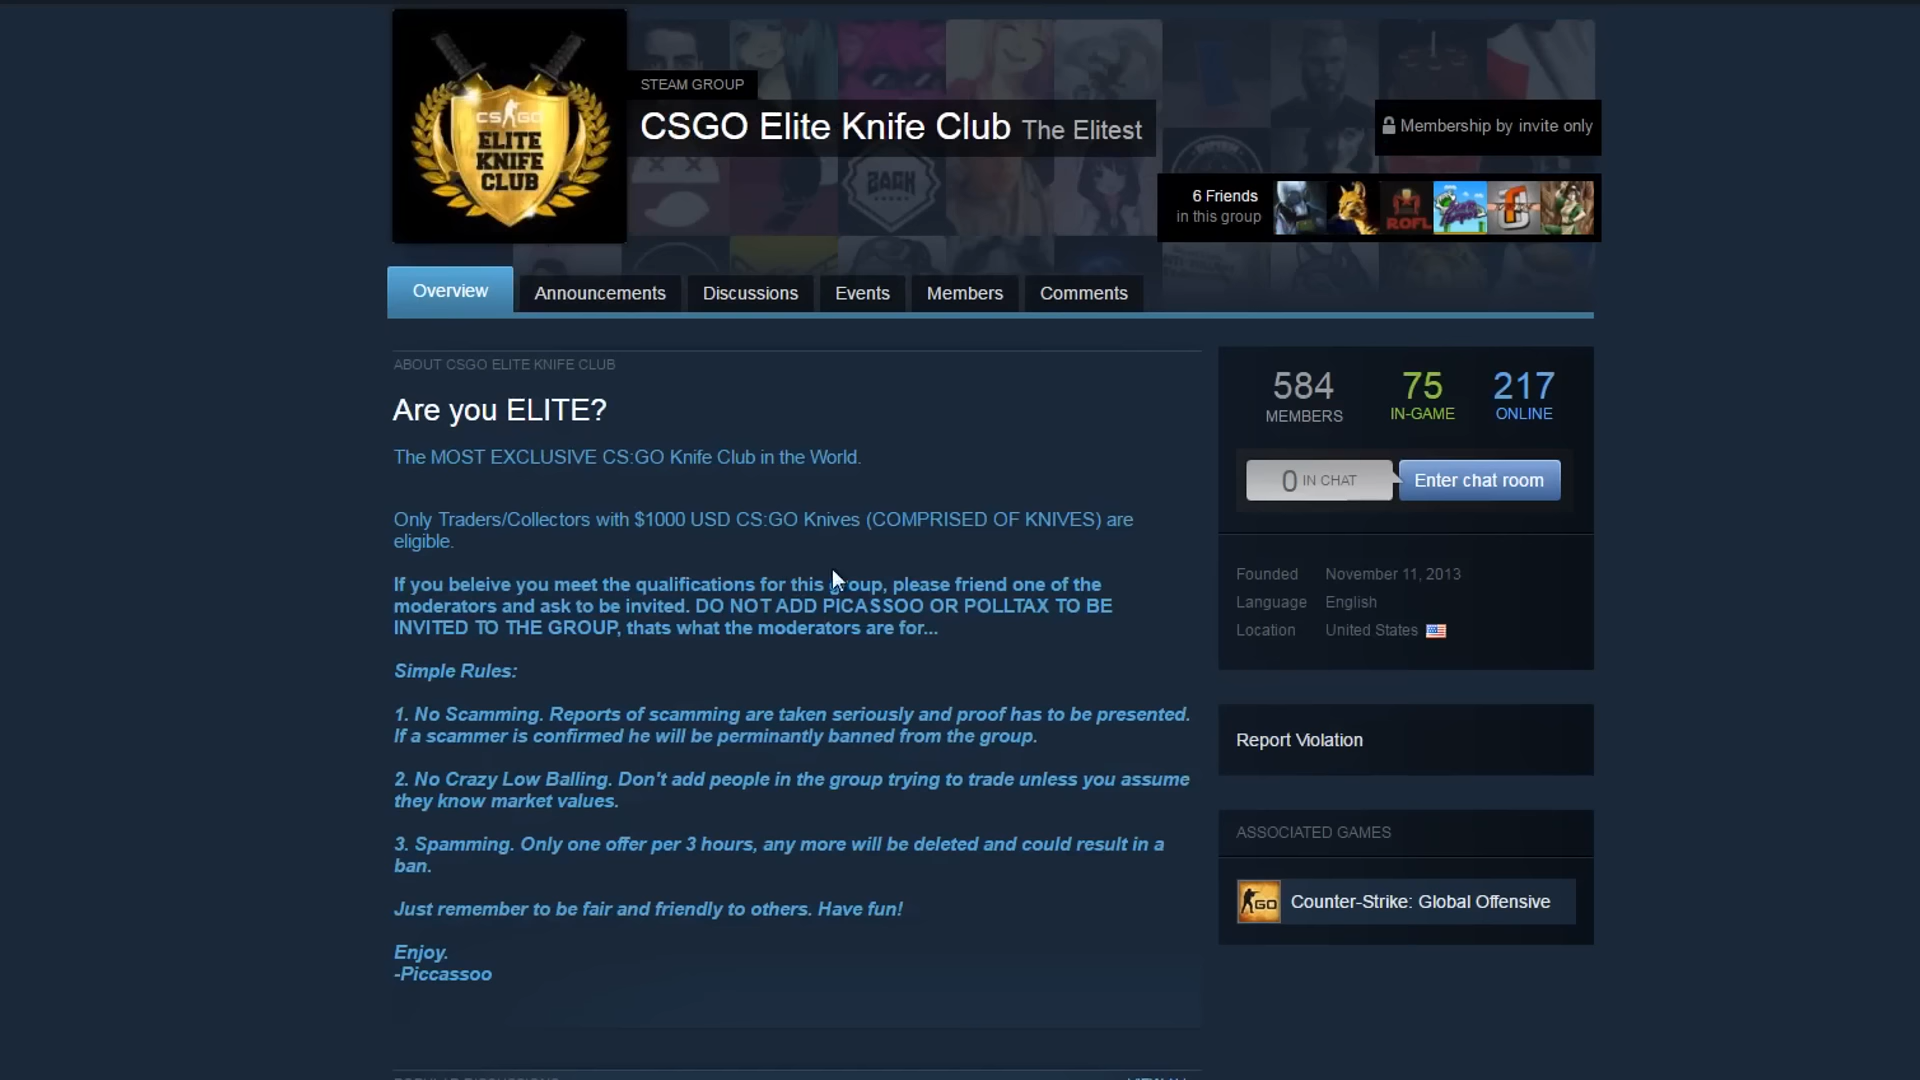 CS GO
ELITE
KNIFE
CLUB
STEAM GROUP
CSGO Elite Knife Club The Elitest
Membership by invite only
ZACK
6 Friends
in this group
ROFL
Overview
Announcements
Discussions
Events
Members
Comments
ABOUT CSGO ELITE KNIFE CLUB
Are you ELITE?
The MOST EXCLUSIVE CS:GO Knife Club in the World.
Only Traders/Collectors with $1000 USD CS:GO Knives (COMPRISED OF KNIVES) are
eligible.
If you beleive you meet the qualifications for this group, please friend one of the
moderators and ask to be invited. DO NOT ADD PICASSOO OR POLLTAX TO BE
INVITED TO THE GROUP, thats what the moderators are for...
Simple Rules:
1. No Scamming. Reports of scamming are taken seriously and proof has to be presented.
If a scammer is confirmed he will be perminantly banned from the group.
2. No Crazy Low Balling. Don't add people in the group trying to trade unless you assume
they know market values.
3. Spamming. Only one offer per 3 hours, any more will be deleted and could result in a
ban.
Just remember to be fair and friendly to others. Have fun!
Enjoy.
-Piccassoo
584
MEMBERS
75
IN-GAME
217
ONLINE
0 IN CHAT
Enter chat room
Founded November 11, 2013
Language English
Location United States
Report Violation
ASSOCIATED GAMES
GO
Counter-Strike: Global Offensive